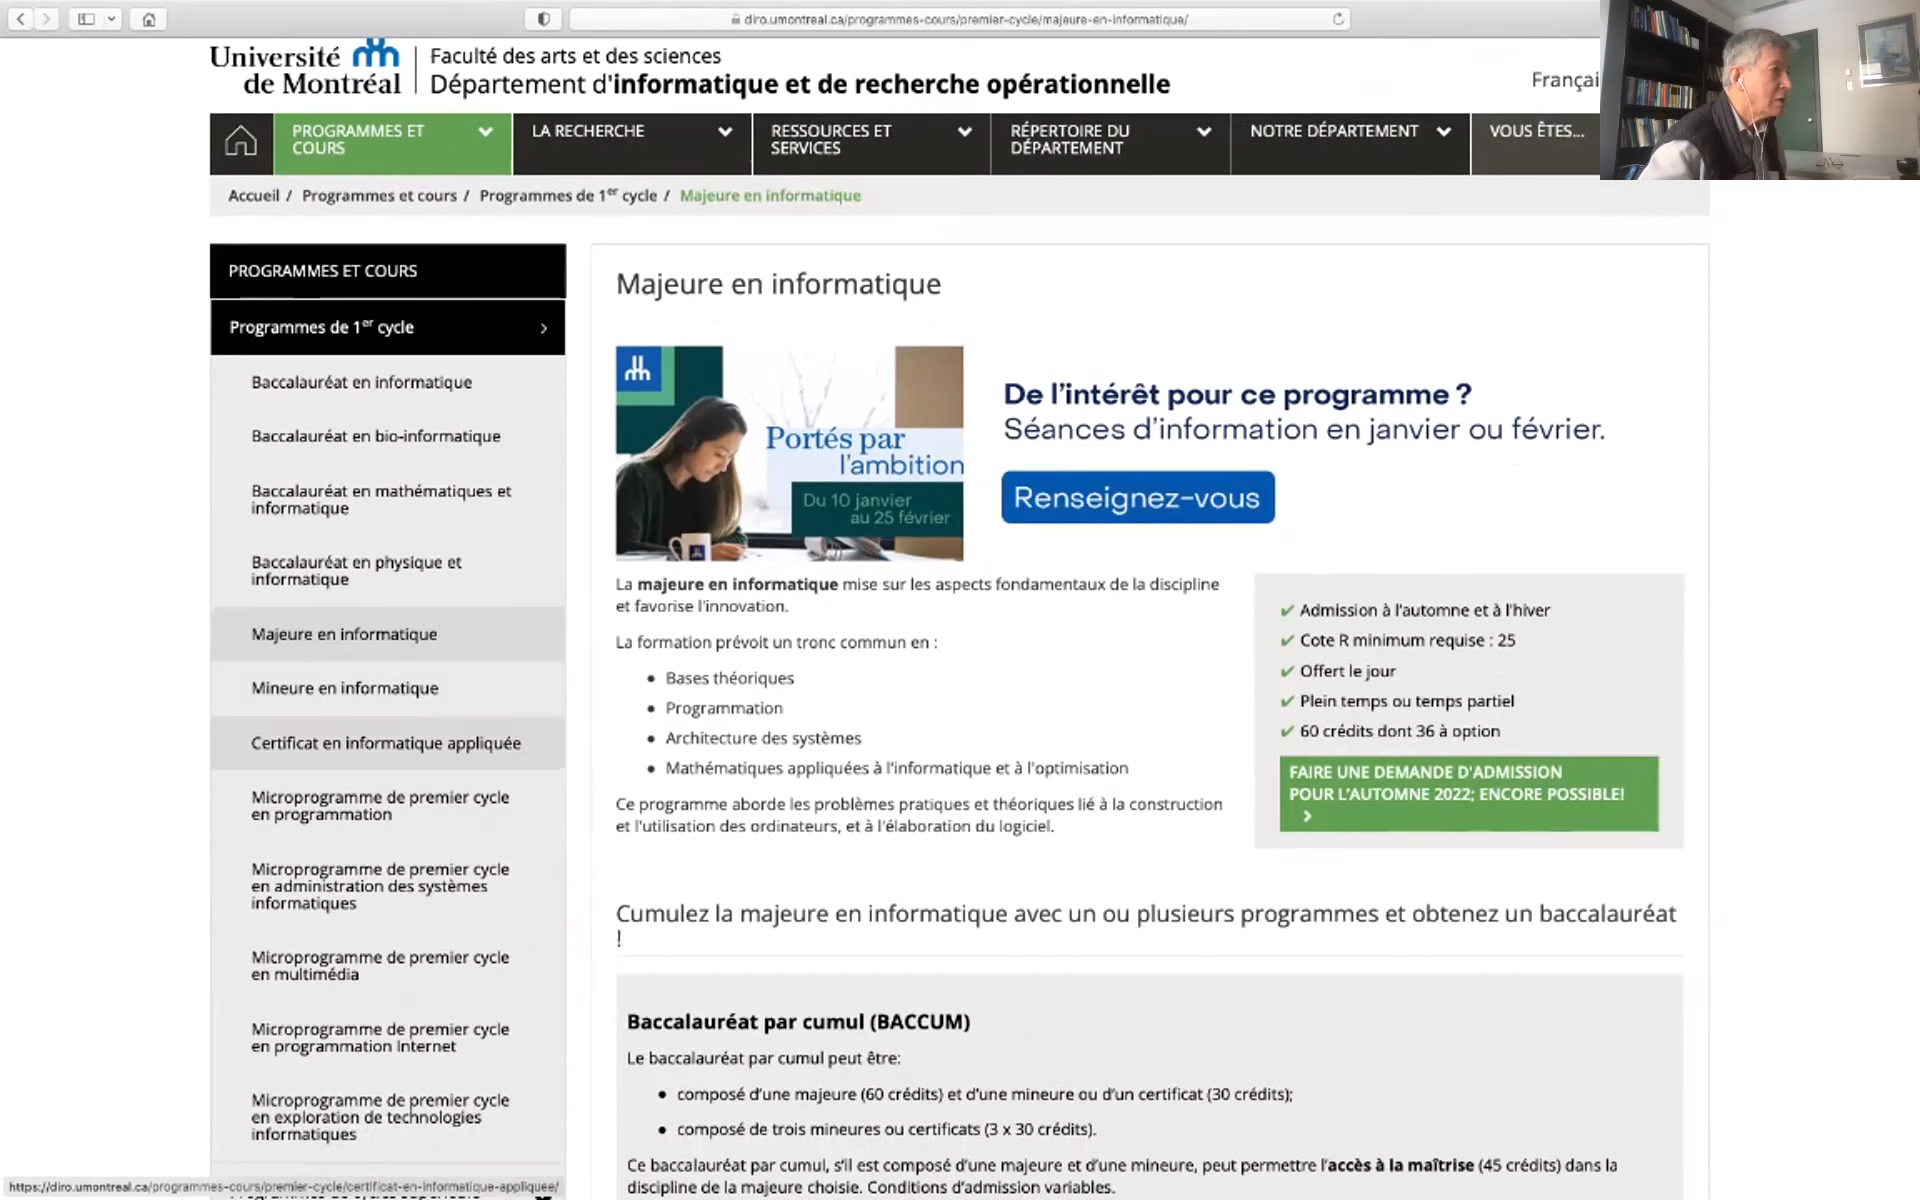 diro.umontreal.ca/programmes-cours/premier-cycle/majeure-en-informatique/
Université
de Montréal
Faculté des arts et des sciences
Département d'informatique et de recherche opérationnelle
Françai
PROGRAMMES ET
COURS
LA RECHERCHE
RESSOURCES ET
SERVICES
RÉPERTOIRE DU
DÉPARTEMENT
NOTRE DÉPARTEMENT
VOUS ÊTES...
Accueil / Programmes et cours / Programmes de 1er cycle / Majeure en informatique
PROGRAMMES ET COURS
Programmes de 1er cycle
Baccalauréat en informatique
Baccalauréat en bio-informatique
Baccalauréat en mathématiques et
informatique
Baccalauréat en physique et
informatique
Majeure en informatique
Mineure en informatique
Certificat en informatique appliquée
Microprogramme de premier cycle
en programmation
Microprogramme de premier cycle
en administration des systèmes
informatiques
Microprogramme de premier cycle
en multimédia
Microprogramme de premier cycle
en programmation Internet
Microprogramme de premier cycle
en exploration de technologies
informatiques
Majeure en informatique
Portés par
l'ambition
Du 10 janvier
au 25 février
De l'intérêt pour ce programme ?
Séances d'information en janvier ou février.
Renseignez-vous
La majeure en informatique mise sur les aspects fondamentaux de la discipline
et favorise l'innovation.
La formation prévoit un tronc commun en :
• Bases théoriques
• Programmation
• Architecture des systèmes
• Mathématiques appliquées à l'informatique et à l'optimisation
Ce programme aborde les problèmes pratiques et théoriques lié à la construction
et l'utilisation des ordinateurs, et à l'élaboration du logiciel.
✔ Admission à l'automne et à l'hiver
✔ Cote R minimum requise : 25
✔ Offert le jour
✔ Plein temps ou temps partiel
✔ 60 crédits dont 36 à option
FAIRE UNE DEMANDE D'ADMISSION
POUR L'AUTOMNE 2022; ENCORE POSSIBLE!
Cumulez la majeure en informatique avec un ou plusieurs programmes et obtenez un baccalauréat
!
Baccalauréat par cumul (BACCUM)
Le baccalauréat par cumul peut être:
• composé d'une majeure (60 crédits) et d'une mineure ou d'un certificat (30 crédits);
• composé de trois mineures ou certificats (3 x 30 crédits).
Ce baccalauréat par cumul, s'il est composé d'une majeure et d'une mineure, peut permettre l'accès à la maîtrise (45 crédits) dans la
discipline de la majeure choisie. Conditions d'admission variables.
https://diro.umontreal.ca/programmes-cours/premier-cycle/certificat-en-informatique-appliquee/